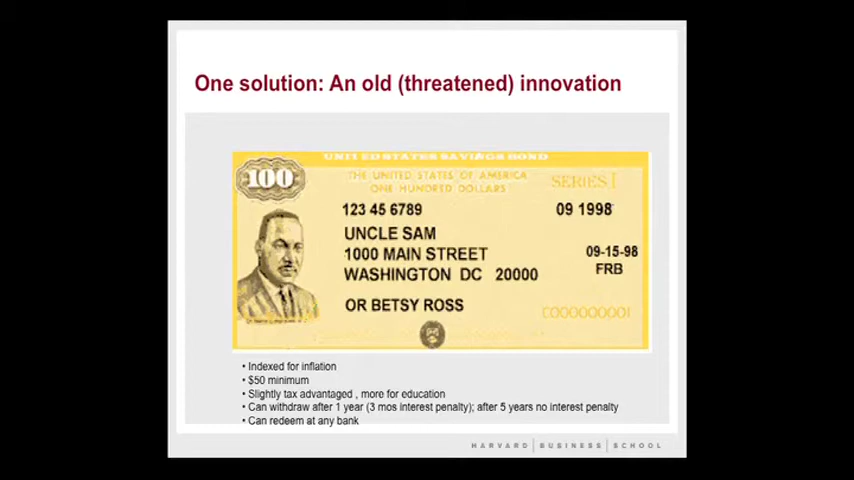 One solution: An old (threatened) innovation
UNITED STATES SAVINGS BOND
100
THE UNITED STATES OF AMERICA
ONE HUNDRED DOLLARS
SERIES I
123 45 6789
09 1998
UNCLE SAM
1000 MAIN STREET
09-15-98
WASHINGTON DC 20000
FRB
OR BETSY ROSS
• Indexed for inflation
• $50 minimum
• Slightly tax advantaged , more for education
• Can withdraw after 1 year (3 mos interest penalty); after 5 years no interest penalty
• Can redeem at any bank
HARVARD | BUSINESS | SCHOOL